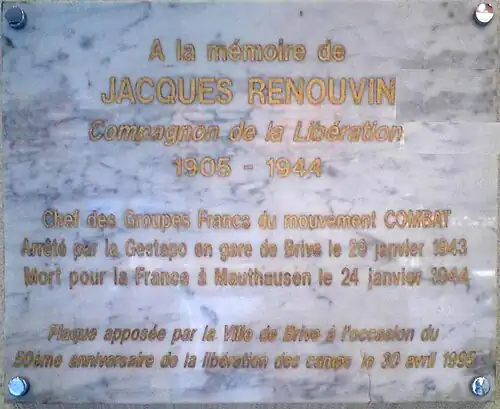 A la mémoire de
JACQUES RENOUVIN
Compagnon de la Libération
1905 - 1944
Chef des Groupes Francs du mouvement COMBAT
Arrêté par la Gestapo en gare de Brive le 29 janvier 1943
Mort pour la France à Mauthausen le 24 janvier 1944
Plaque apposée par la Ville de Brive à l'occasion du
50ème anniversaire de la libération des camps le 30 avril 1995